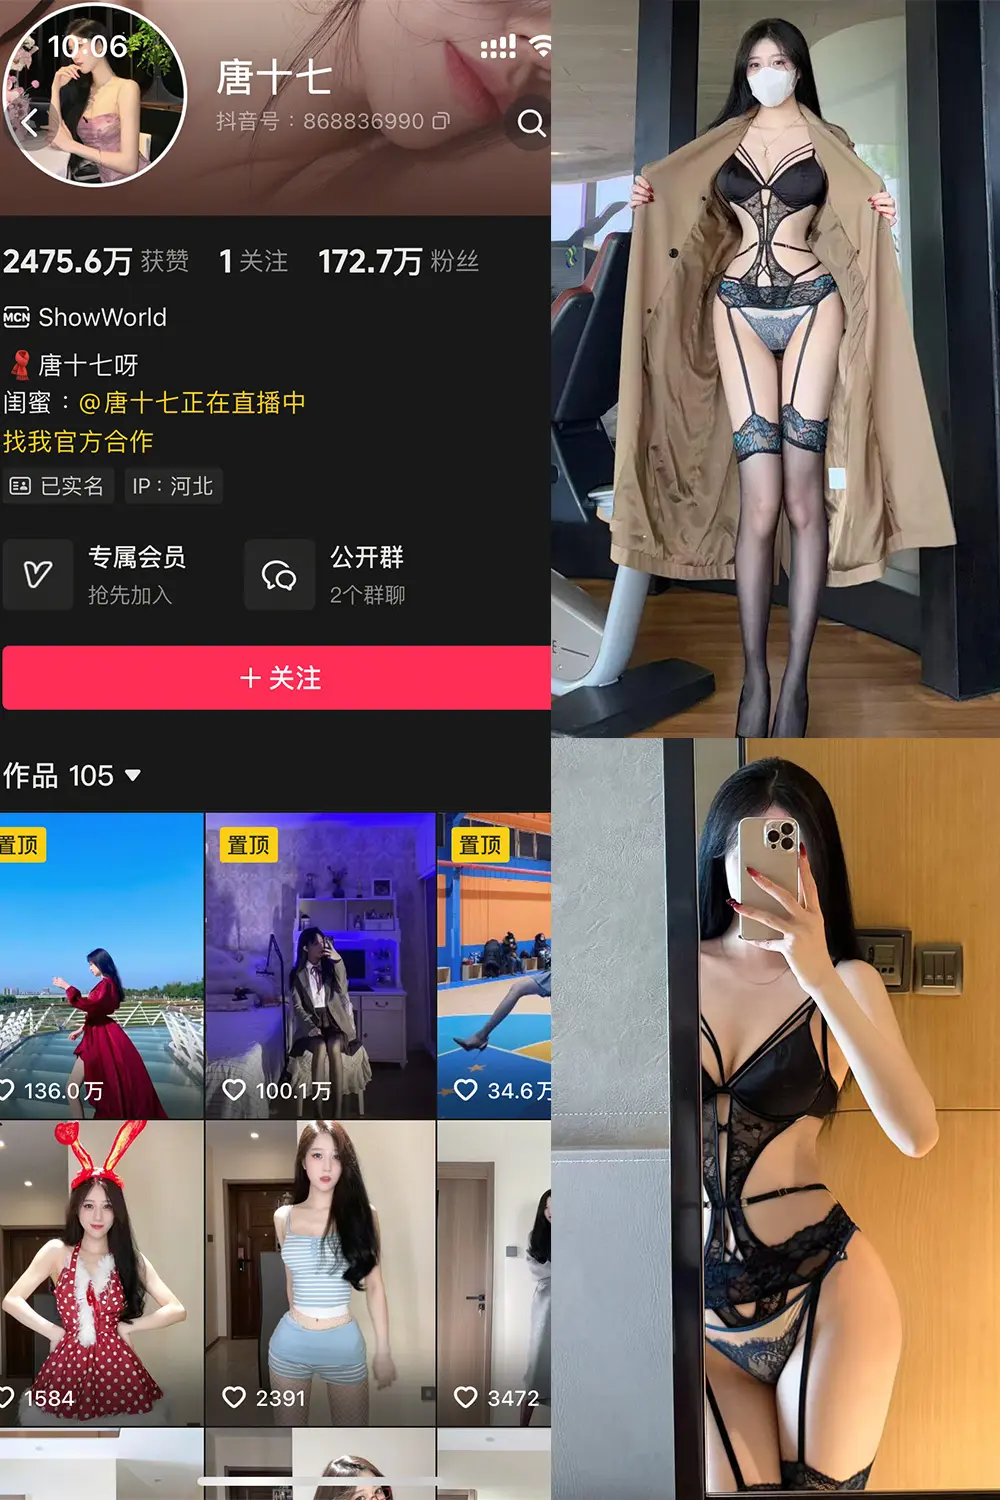 10:06
唐十七
抖音号：868836990
2475.6万 获赞 1 关注 172.7万 粉丝
MCN ShowWorld
唐十七呀
闺蜜：@唐十七正在直播中
找我官方合作
已实名 IP：河北
专属会员 公开群
抢先加入 2个群聊
+ 关注
作品 105
置顶 置顶 置顶
136.0万 100.1万 34.6万
1584 2391 3472